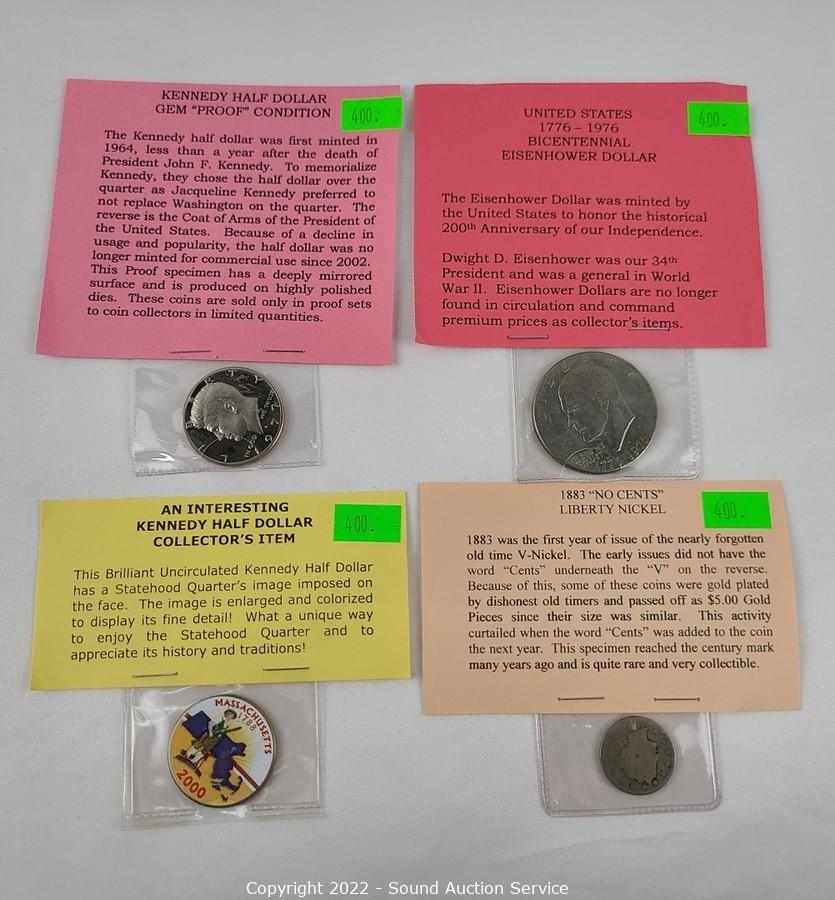 KENNEDY HALF DOLLAR
GEM "PROOF" CONDITION
400.
The Kennedy half dollar was first minted in
1964, less than a year after the death of
President John F. Kennedy. To memorialize
Kennedy, they chose the half dollar over the
quarter as Jacqueline Kennedy preferred to
not replace Washington on the quarter. The
reverse is the Coat of Arms of the President of
the United States. Because of a decline in
usage and popularity, the half dollar was no
longer minted for commercial use since 2002.
This Proof specimen has a deeply mirrored
surface and is produced on highly polished
dies. These coins are sold only in proof sets
to coin collectors in limited quantities.
UNITED STATES
1776 – 1976
BICENTENNIAL
EISENHOWER DOLLAR
400.
The Eisenhower Dollar was minted by
the United States to honor the historical
200th Anniversary of our Independence.
Dwight D. Eisenhower was our 34th
President and was a general in World
War II. Eisenhower Dollars are no longer
found in circulation and command
premium prices as collector's items.
IN GOD
WE TRUST
1977
1776-1976
AN INTERESTING
KENNEDY HALF DOLLAR
COLLECTOR'S ITEM
400.
This Brilliant Uncirculated Kennedy Half Dollar
has a Statehood Quarter's image imposed on
the face. The image is enlarged and colorized
to display its fine detail! What a unique way
to enjoy the Statehood Quarter and to
appreciate its history and traditions!
1883 "NO CENTS"
LIBERTY NICKEL
400.
1883 was the first year of issue of the nearly forgotten
old time V-Nickel. The early issues did not have the
word "Cents" underneath the "V" on the reverse.
Because of this, some of these coins were gold plated
by dishonest old timers and passed off as $5.00 Gold
Pieces since their size was similar. This activity
curtailed when the word "Cents" was added to the coin
the next year. This specimen reached the century mark
many years ago and is quite rare and very collectible.
MASSACHUSETTS
1788
2000
Copyright 2022 - Sound Auction Service